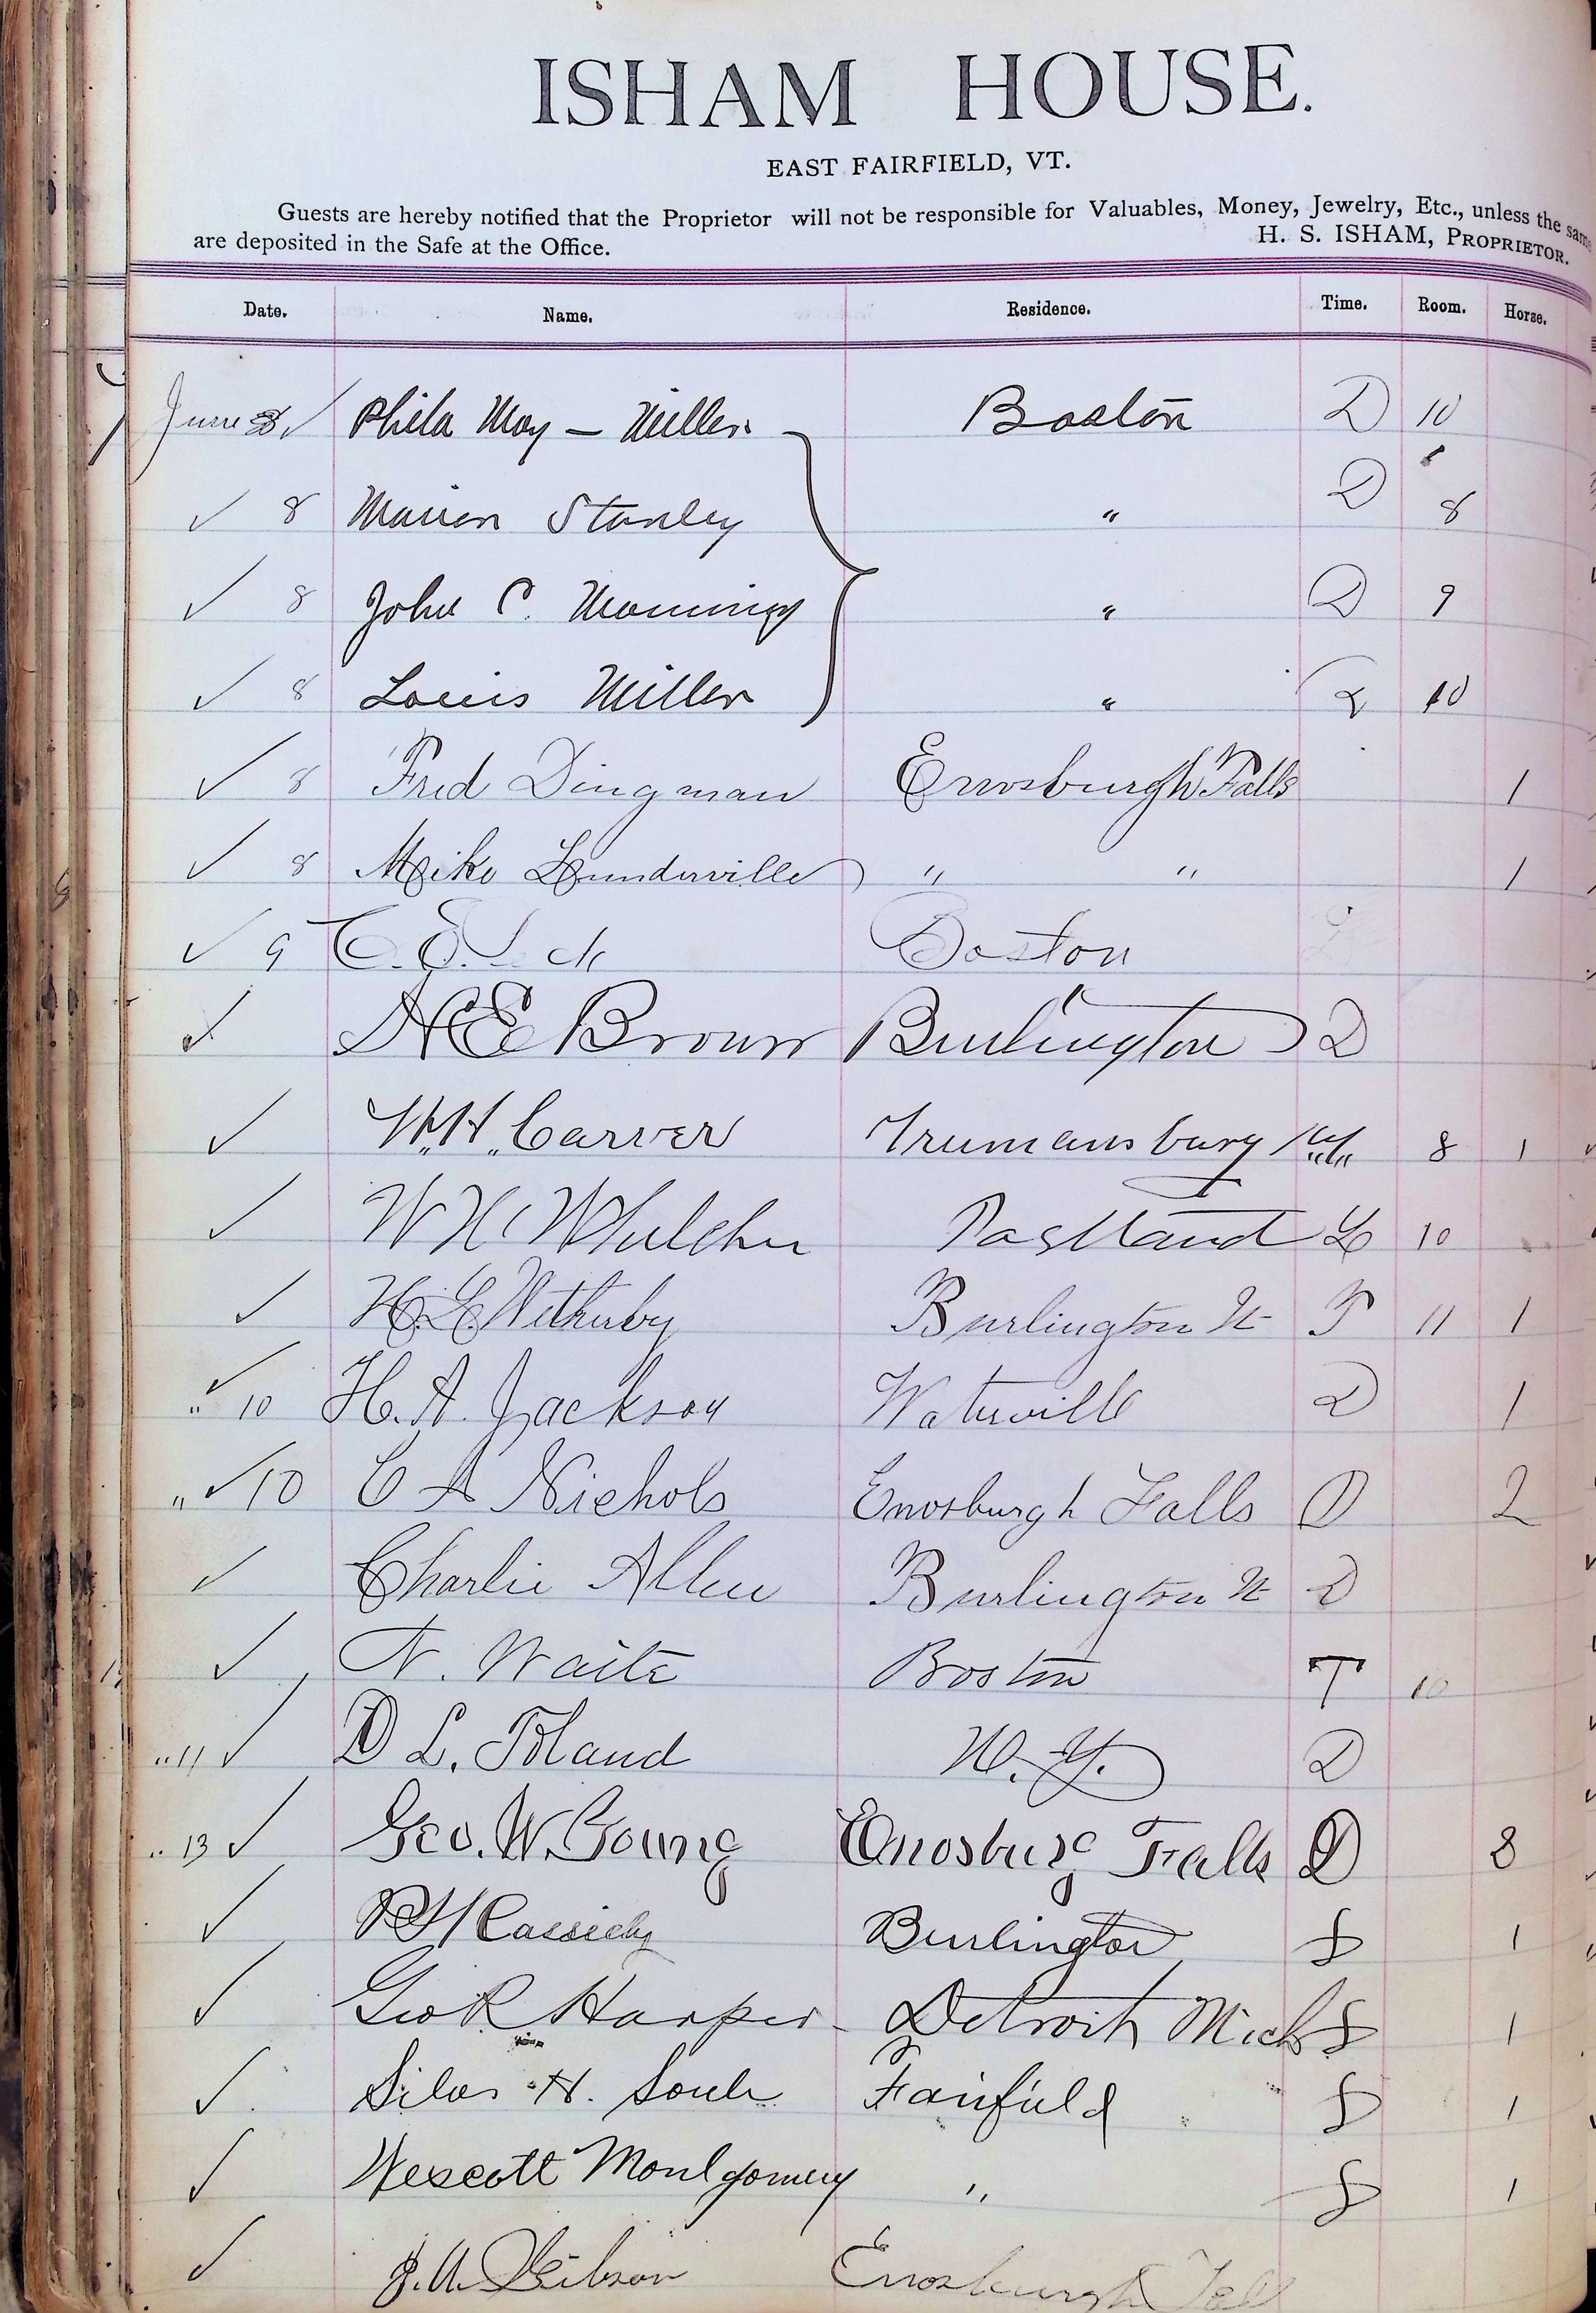 ISHAM HOUSE.
EAST FAIRFIELD, VT.
Guests are hereby notified that the Proprietor will not be responsible for Valuables, Money, Jewelry, Etc., unless the same
are deposited in the Safe at the Office. H. S. ISHAM, PROPRIETOR.
Date. Name. Residence. Time. Room. Horse.
June 8 ✓ Phila May - Miller Boston D 10
✓ 8 Marion Stanley " D 8
✓ 8 John C. Manning " D 9
✓ 8 Louis Miller " 10
✓ 8 Fred Dingman Enosburgh Falls 1
✓ 8 Mike Lunderville " " 1
✓ 9 C. E. Boston
✓ H E Brown Burlington D
✓ W. H. Carver Trumansburg 8 1
✓ W H 10
✓ H. L. Wetherby Burlington Vt 11 1
" ✓ 10 H. A. Jackson Waterville D 1
" ✓ 10 C A Nichols Enosburgh Falls D 2
✓ Charlie Allen Burlington Vt D
✓ N. Waite Boston T 10
" 11 ✓ D L. Toland N. Y. D
" 13 ✓ Geo. W. Young Enosburg Falls D
✓ Cassidy Burlington S 1
✓ Geo R Harper Detroit Mich S 1
✓ Silas H. Soule Fairfield S 1
✓ Wescott Montgomery " S 1
✓ Gibson Enosburgh Fall